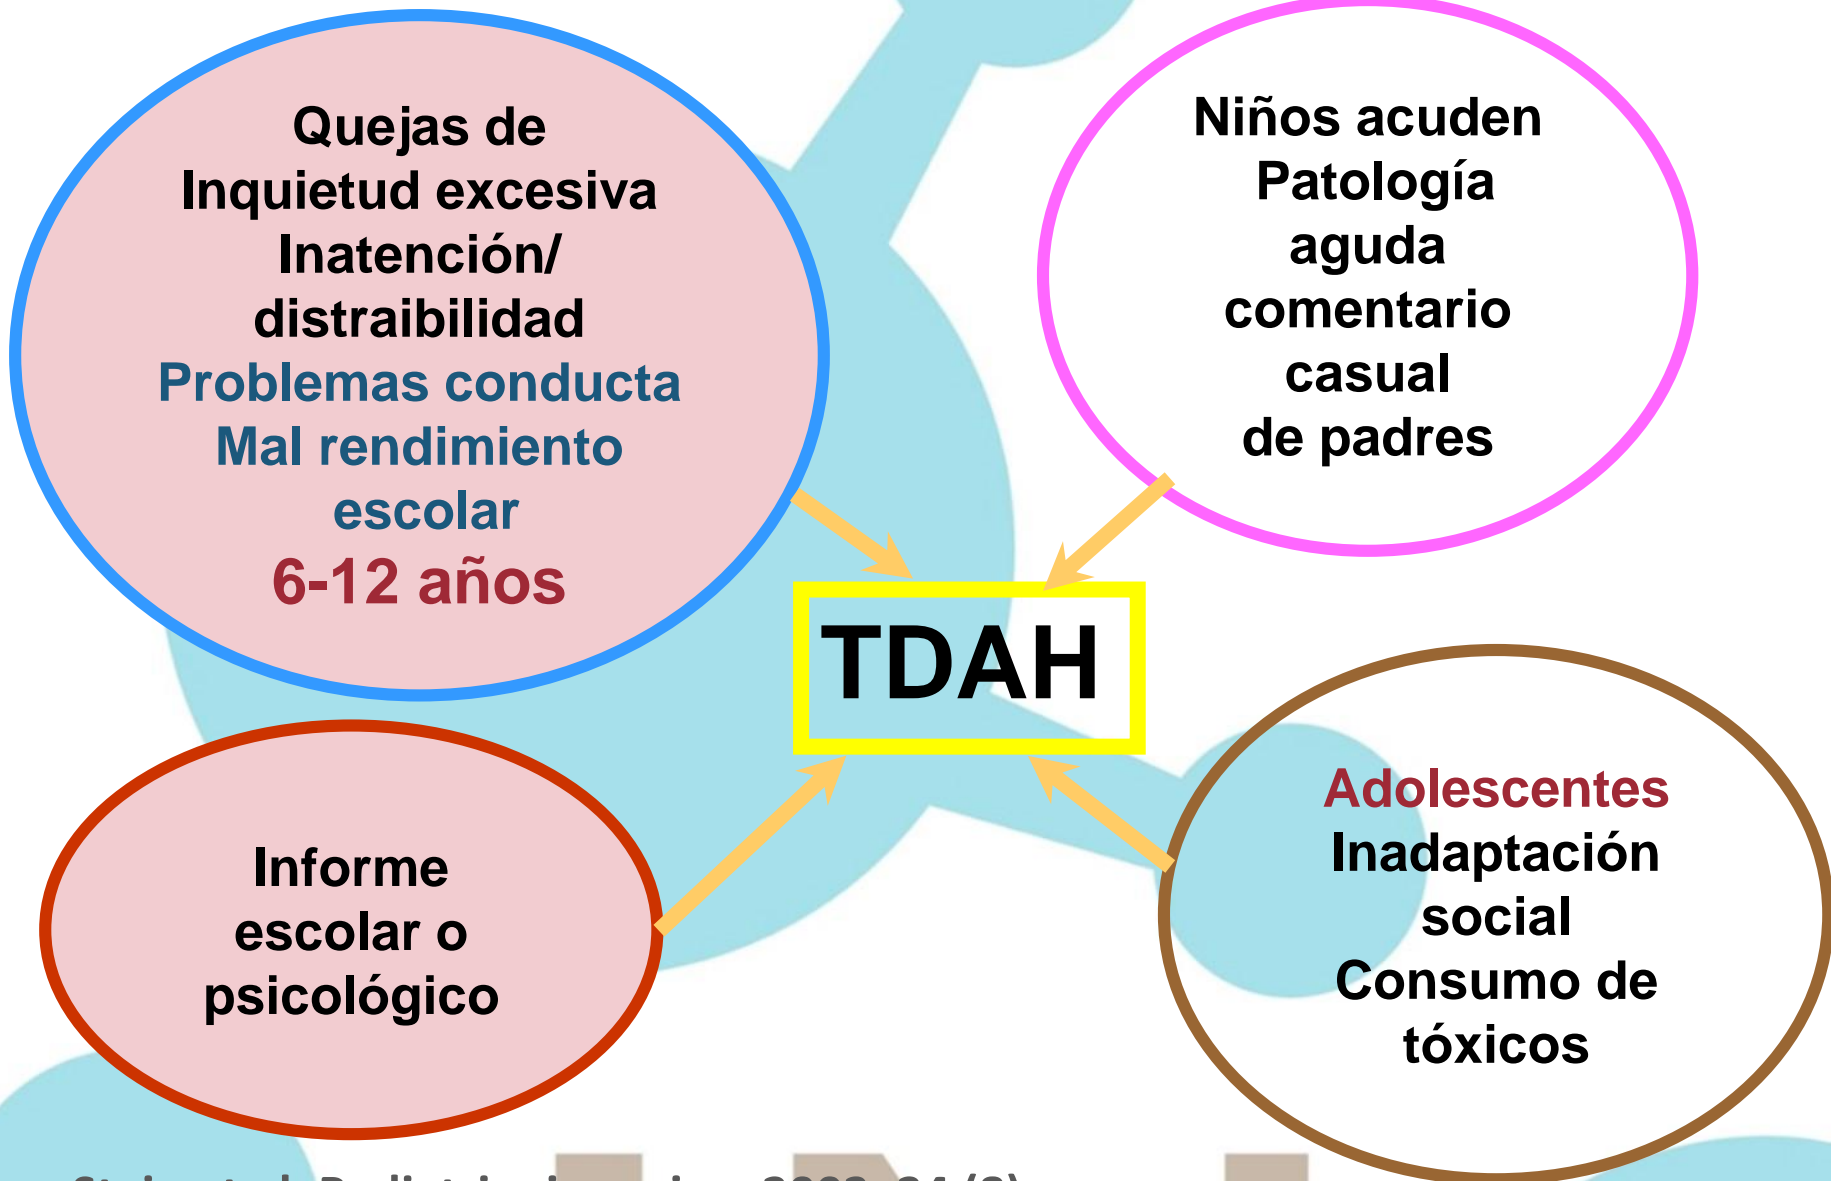 Quejas de
Inquietud excesiva
Inatención/
distraibilidad
Problemas conducta
Mal rendimiento
escolar
6-12 años
Niños acuden
Patología
aguda
comentario
casual
de padres
TDAH
Informe
escolar o
psicológico
Adolescentes
Inadaptación
social
Consumo de
tóxicos